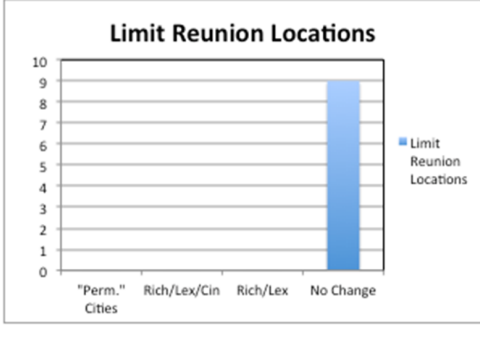 Limit Reunion Locations
10
9
8
7
6
5
4
3
2
1
0
"Perm." Rich/Lex/Cin Rich/Lex No Change
Cities
Limit
Reunion
Locations